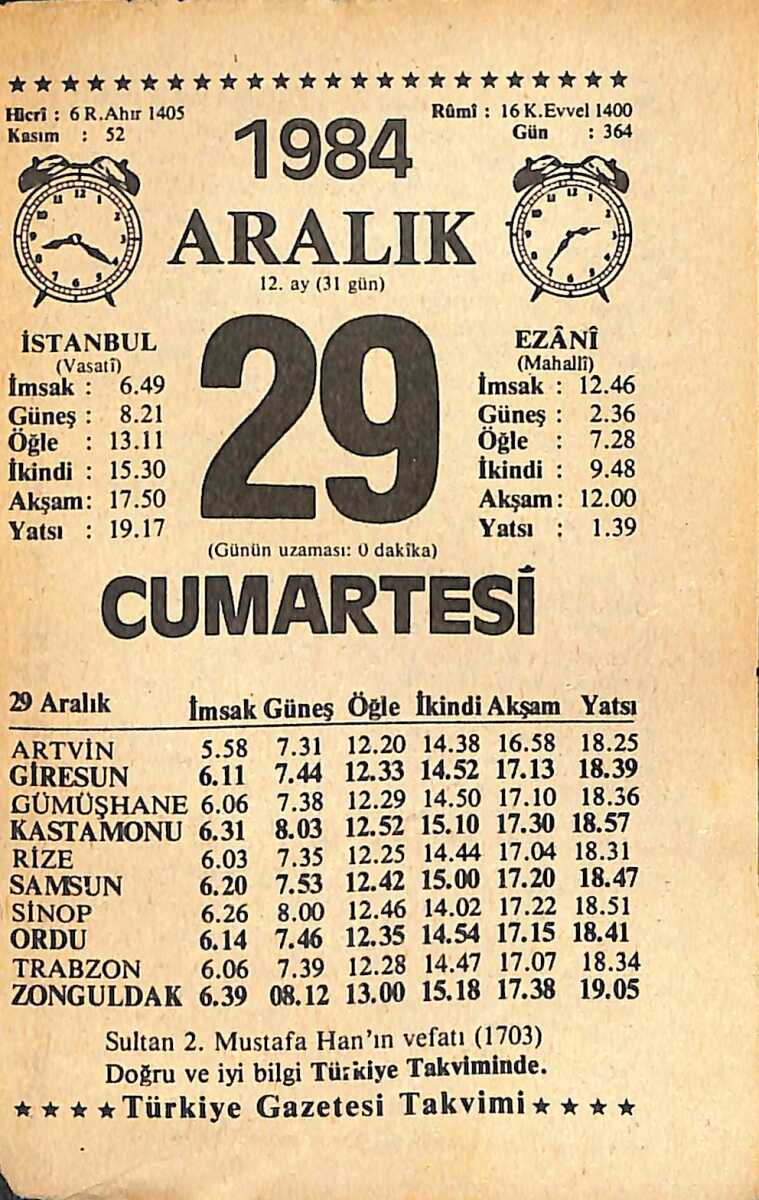 ★ ★ ★ ★ ★ ★ ★ ★ ★ ★ ★ ★ ★ ★ ★ ★ ★ ★ ★ ★ ★ ★ ★ ★
Hicrî : 6 R.Ahır 1405
Kasım : 52
Rûmî : 16 K.Evvel 1400
Gün : 364
1984
ARALIK
12. ay (31 gün)
29
İSTANBUL
(Vasatî)
İmsak : 6.49
Güneş : 8.21
Öğle : 13.11
İkindi : 15.30
Akşam: 17.50
Yatsı : 19.17
EZÂNÎ
(Mahallî)
İmsak : 12.46
Güneş : 2.36
Öğle : 7.28
İkindi : 9.48
Akşam: 12.00
Yatsı : 1.39
(Günün uzaması: 0 dakîka)
CUMARTESİ
29 Aralık İmsak Güneş Öğle İkindi Akşam Yatsı
ARTVİN 5.58 7.31 12.20 14.38 16.58 18.25
GİRESUN 6.11 7.44 12.33 14.52 17.13 18.39
GÜMÜŞHANE 6.06 7.38 12.29 14.50 17.10 18.36
KASTAMONU 6.31 8.03 12.52 15.10 17.30 18.57
RİZE 6.03 7.35 12.25 14.44 17.04 18.31
SAMSUN 6.20 7.53 12.42 15.00 17.20 18.47
SİNOP 6.26 8.00 12.46 14.02 17.22 18.51
ORDU 6.14 7.46 12.35 14.54 17.15 18.41
TRABZON 6.06 7.39 12.28 14.47 17.07 18.34
ZONGULDAK 6.39 08.12 13.00 15.18 17.38 19.05
Sultan 2. Mustafa Han'ın vefatı (1703)
Doğru ve iyi bilgi Türkiye Takviminde.
★ ★ ★ ★ Türkiye Gazetesi Takvimi ★ ★ ★ ★